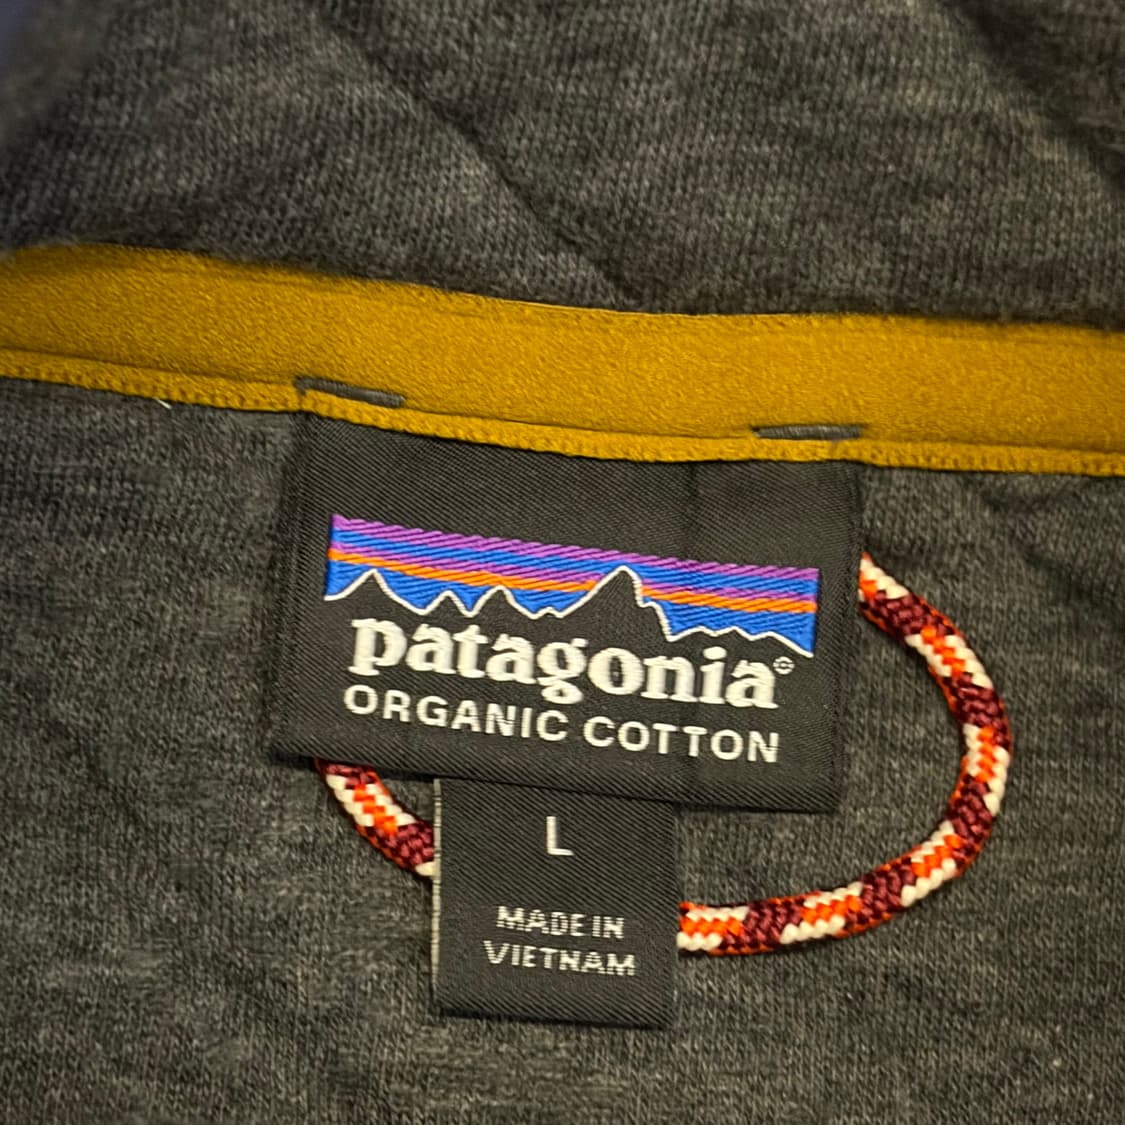 patagonia®
ORGANIC COTTON
L
MADE IN
VIETNAM